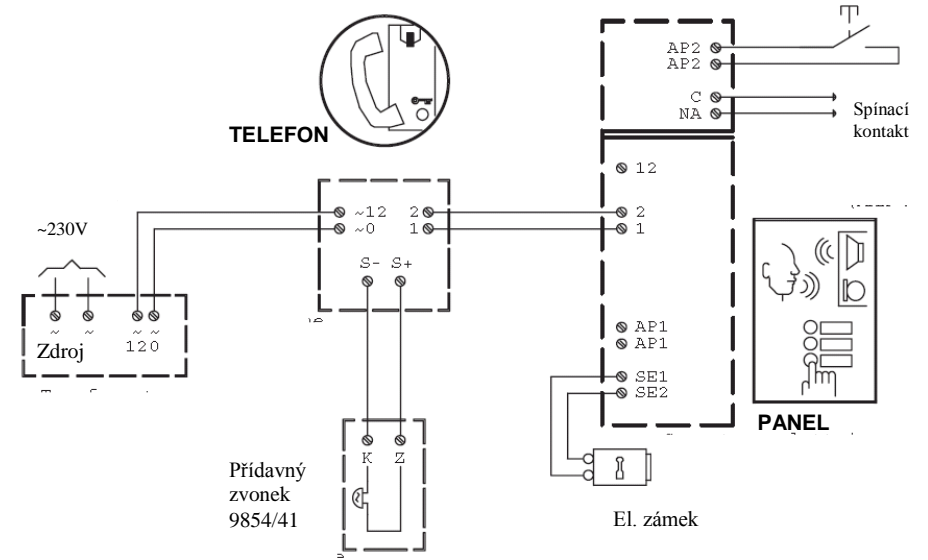 TELEFON
AP2
AP2
C
NA
Spínací
kontakt
12
~12 2
~0 1
S- S+
2
1
~230V
~ ~ ~ ~
Zdroj 12 0
AP1
AP1
SE1
SE2
PANEL
K Z
Přídavný
zvonek
9854/41
El. zámek